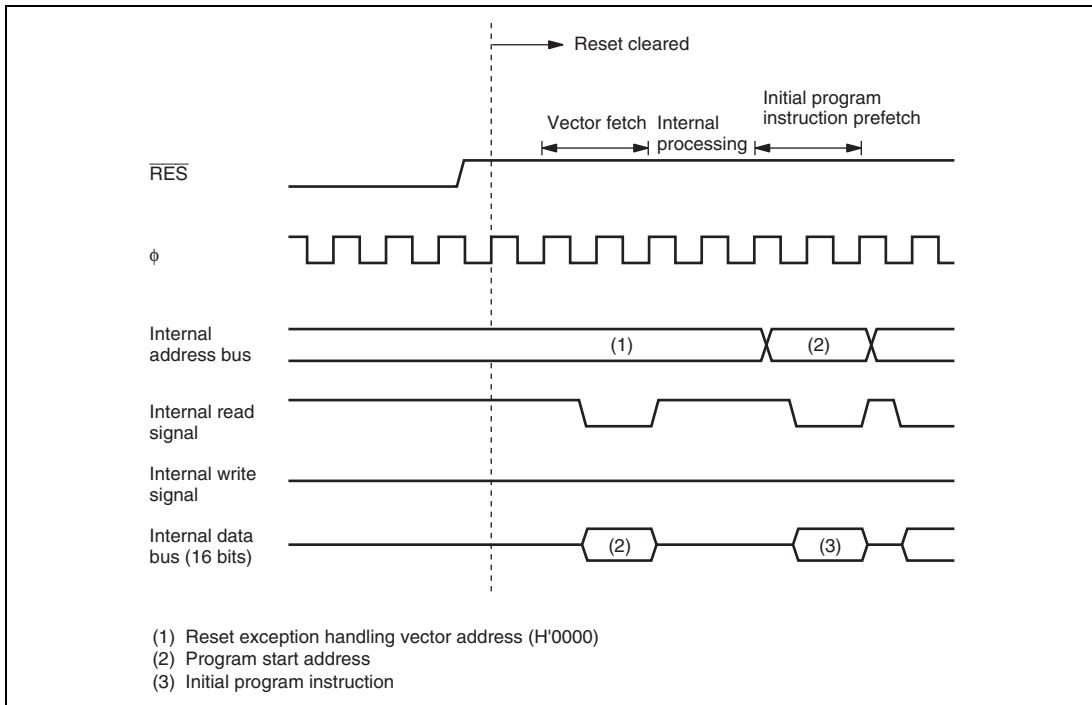 Reset cleared
Vector fetch
Internal
processing
Initial program
instruction prefetch
RES
ϕ
Internal
address bus
(1)
(2)
Internal read
signal
Internal write
signal
Internal data
bus (16 bits)
(2)
(3)
(1) Reset exception handling vector address (H'0000)
(2) Program start address
(3) Initial program instruction